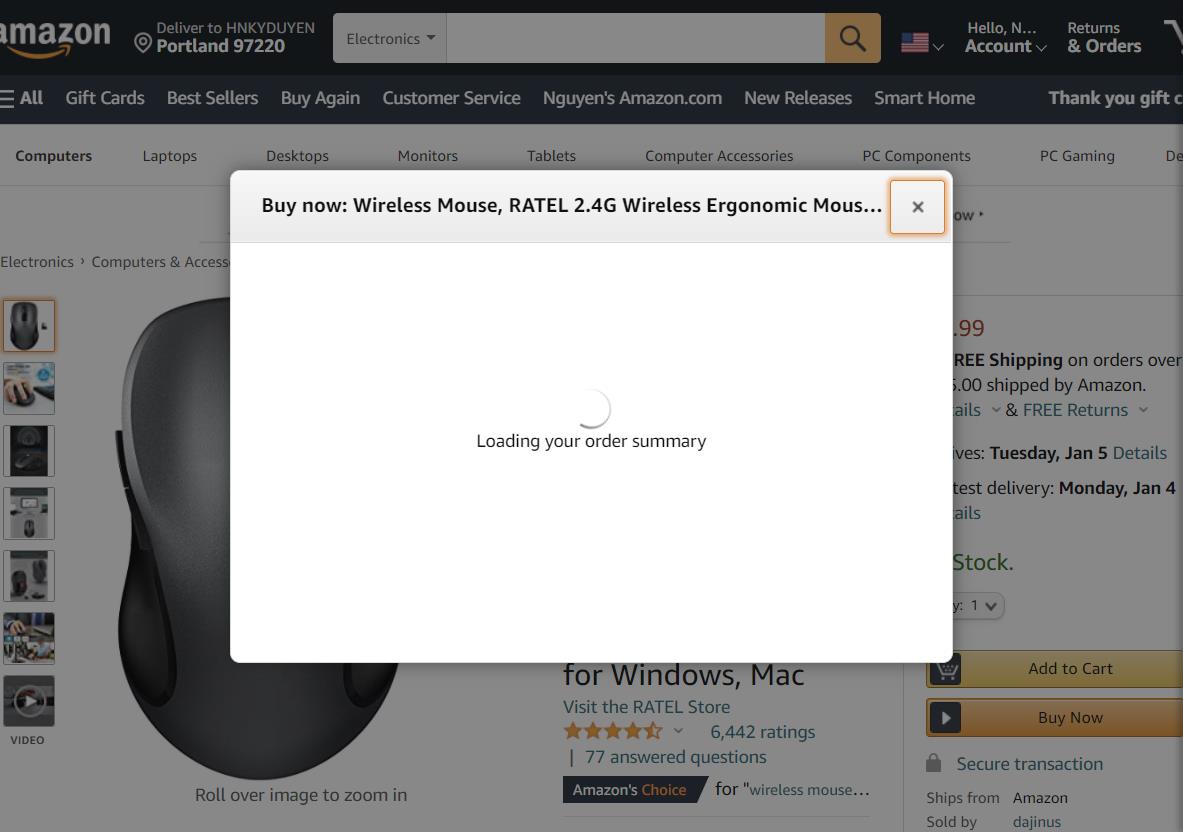 amazon
Deliver to HNKYDUYEN
Portland 97220
Electronics
Hello, N...
Account
Returns
& Orders
All
Gift Cards
Best Sellers
Buy Again
Customer Service
Nguyen's Amazon.com
New Releases
Smart Home
Thank you gift c
Computers
Laptops
Desktops
Monitors
Tablets
Computer Accessories
PC Components
PC Gaming
De
Buy now: Wireless Mouse, RATEL 2.4G Wireless Ergonomic Mous...
ow
Electronics › Computers & Access
Loading your order summary
.99
REE Shipping on orders over
5.00 shipped by Amazon.
ails & FREE Returns
ives: Tuesday, Jan 5 Details
test delivery: Monday, Jan 4
ails
Stock.
y: 1
Add to Cart
Buy Now
Secure transaction
Ships from Amazon
Sold by dajinus
for Windows, Mac
Visit the RATEL Store
6,442 ratings
| 77 answered questions
Amazon's Choice for "wireless mouse...
VIDEO
Roll over image to zoom in